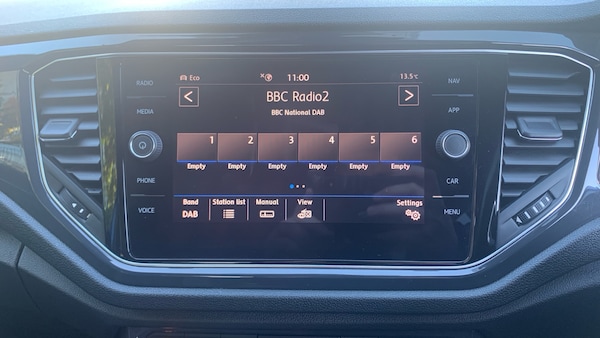 RADIO
MEDIA
PHONE
VOICE
Eco 11:00 13.5°C
BBC Radio2
BBC National DAB
1 2 3 4 5 6
Empty Empty Empty Empty Empty Empty
Band Station list Manual View Settings
DAB
NAV
APP
CAR
MENU